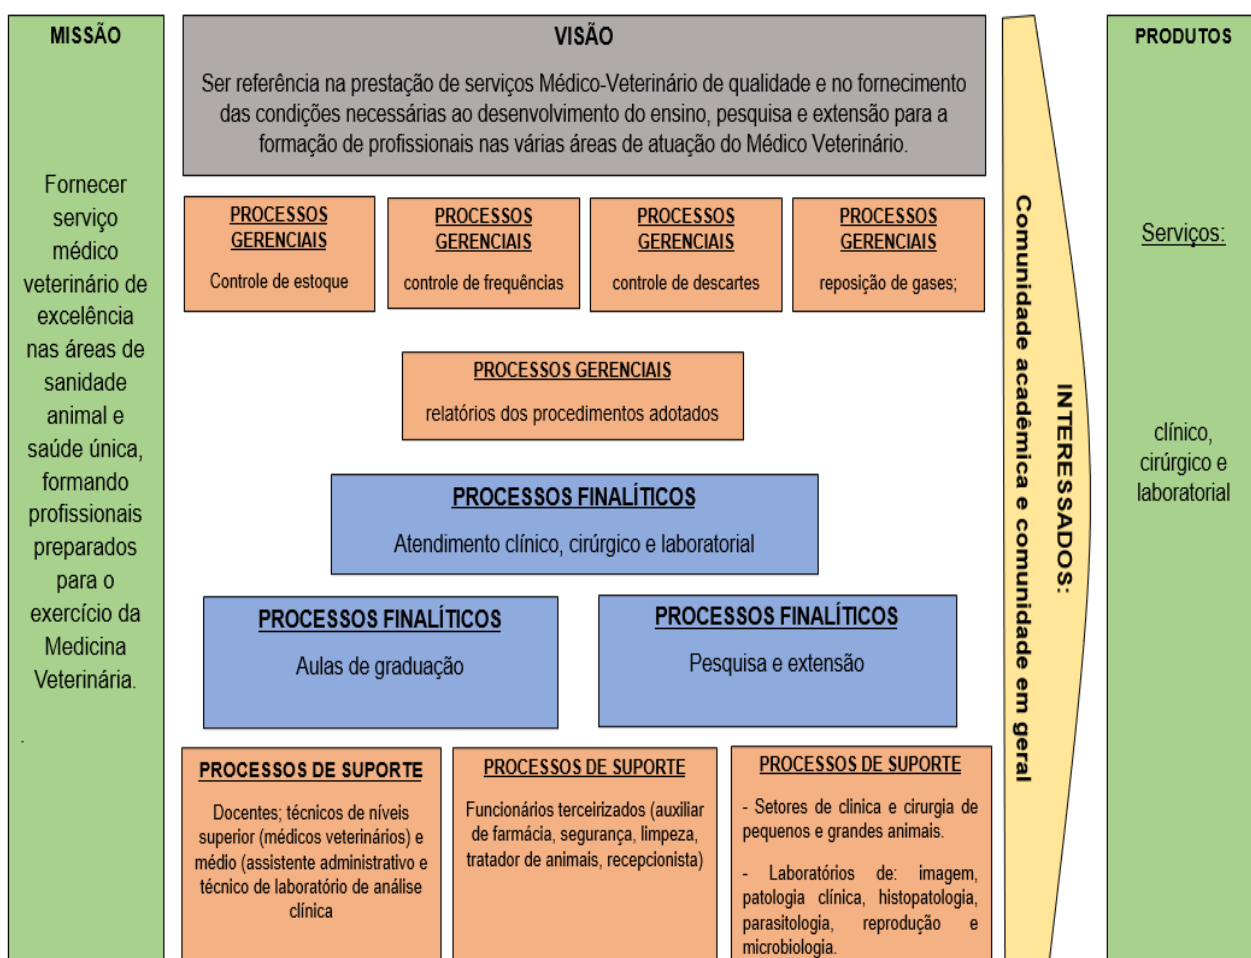 MISSÃO
Fornecer
serviço
médico
veterinário de
excelência
nas áreas de
sanidade
animal e
saúde única,
formando
profissionais
preparados
para o
exercício da
Medicina
Veterinária.
.
VISÃO
Ser referência na prestação de serviços Médico-Veterinário de qualidade e no fornecimento
das condições necessárias ao desenvolvimento do ensino, pesquisa e extensão para a
formação de profissionais nas várias áreas de atuação do Médico Veterinário.
PROCESSOS
GERENCIAIS
Controle de estoque
PROCESSOS
GERENCIAIS
controle de frequências
PROCESSOS
GERENCIAIS
controle de descartes
PROCESSOS
GERENCIAIS
reposição de gases;
PROCESSOS GERENCIAIS
relatórios dos procedimentos adotados
PROCESSOS FINALÍTICOS
Atendimento clínico, cirúrgico e laboratorial
PROCESSOS FINALÍTICOS
Aulas de graduação
PROCESSOS FINALÍTICOS
Pesquisa e extensão
PROCESSOS DE SUPORTE
Docentes; técnicos de níveis
superior (médicos veterinários) e
médio (assistente administrativo e
técnico de laboratório de análise
clínica
PROCESSOS DE SUPORTE
Funcionários terceirizados (auxiliar
de farmácia, segurança, limpeza,
tratador de animais, recepcionista)
PROCESSOS DE SUPORTE
- Setores de clinica e cirurgia de
pequenos e grandes animais.
- Laboratórios de: imagem,
patologia clínica, histopatologia,
parasitologia, reprodução e
microbiologia.
INTERESSADOS:
Comunidade acadêmica e comunidade em geral
PRODUTOS
Serviços:
clínico,
cirúrgico e
laboratorial